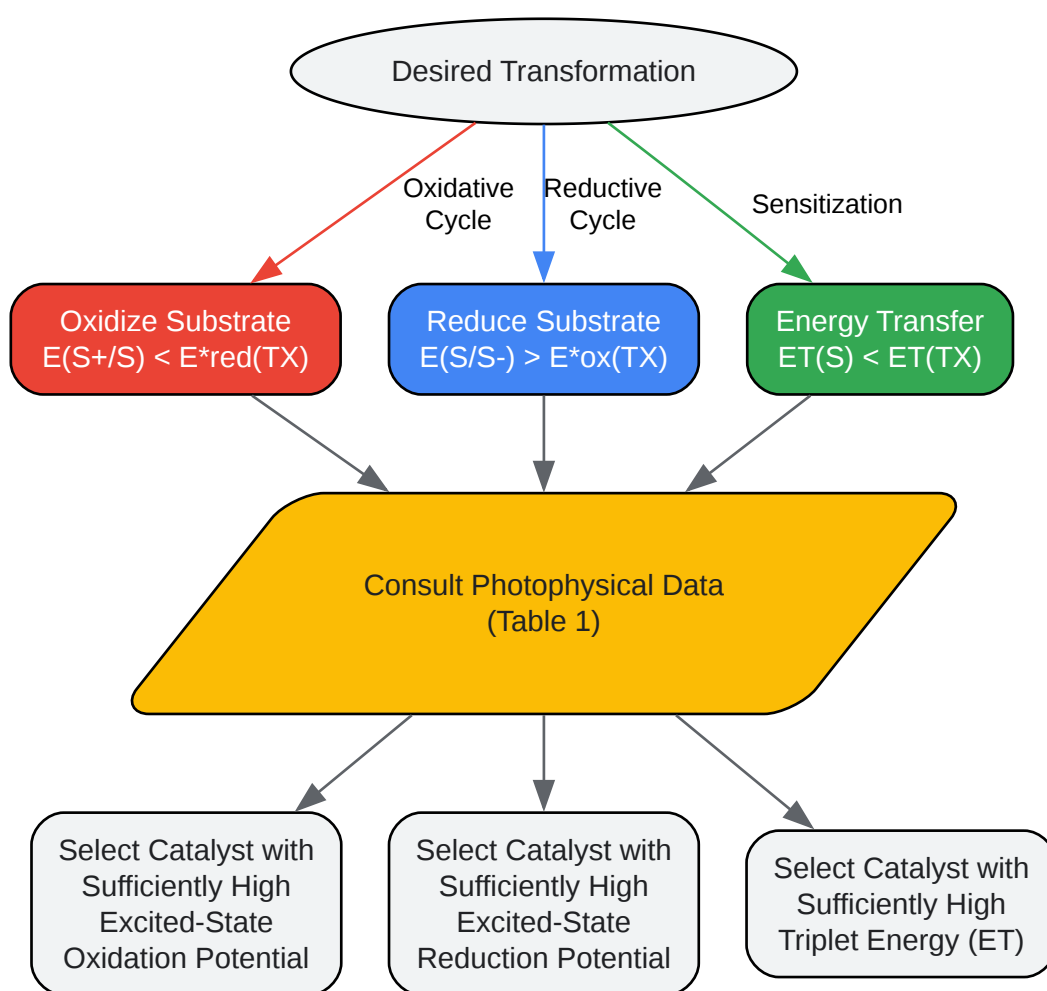 Desired Transformation
Oxidative
Cycle
Reductive
Cycle
Sensitization
Oxidize Substrate
E(S+/S) < E*red(TX)
Reduce Substrate
E(S/S-) > E*ox(TX)
Energy Transfer
ET(S) < ET(TX)
Consult Photophysical Data
(Table 1)
Select Catalyst with
Sufficiently High
Excited-State
Oxidation Potential
Select Catalyst with
Sufficiently High
Excited-State
Reduction Potential
Select Catalyst with
Sufficiently High
Triplet Energy (ET)